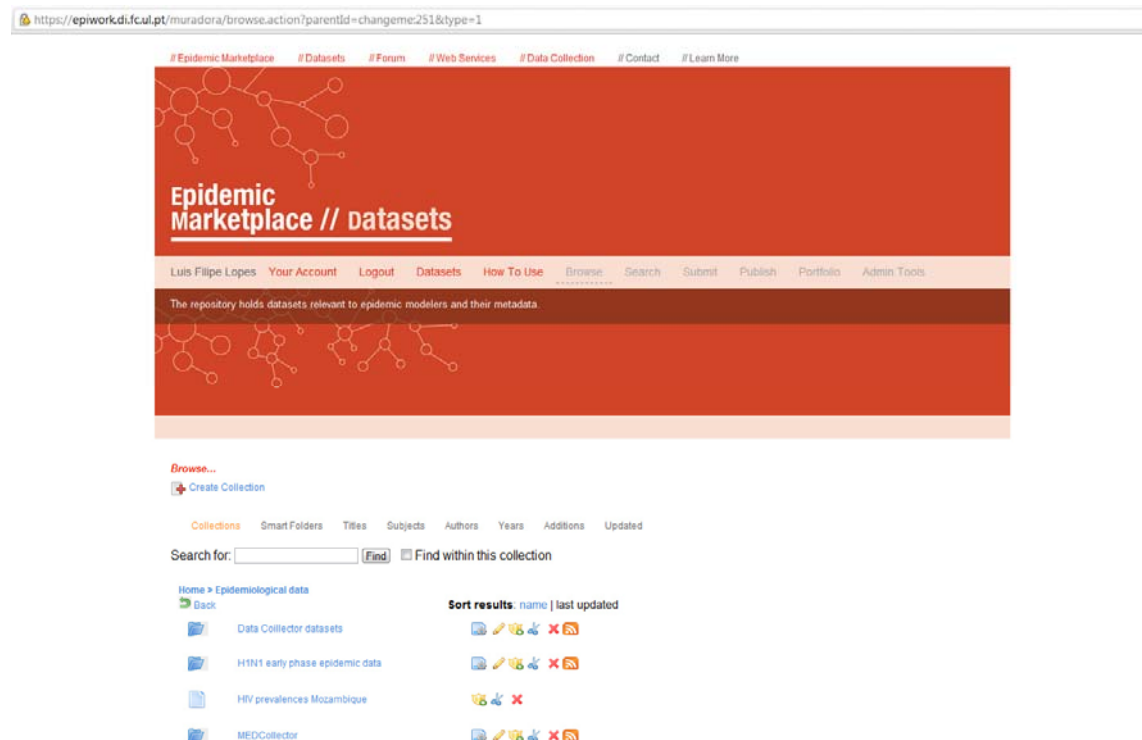 https://epiwork.di.fc.ul.pt/muradora/browse.action?parentId=changeme:251&type=1
// Epidemic Marketplace // Datasets // Forum // Web Services // Data Collection // Contact // Learn More
Epidemic
Marketplace // Datasets
Luis Filipe Lopes Your Account Logout Datasets How To Use Browse Search Submit Publish Portfolio Admin Tools
The repository holds datasets relevant to epidemic modelers and their metadata.
Browse...
Create Collection
Collections Smart Folders Titles Subjects Authors Years Additions Updated
Search for: Find Find within this collection
Home » Epidemiological data
Back Sort results: name | last updated
Data Colllector datasets
H1N1 early phase epidemic data
HIV prevalences Mozambique
MEDCollector